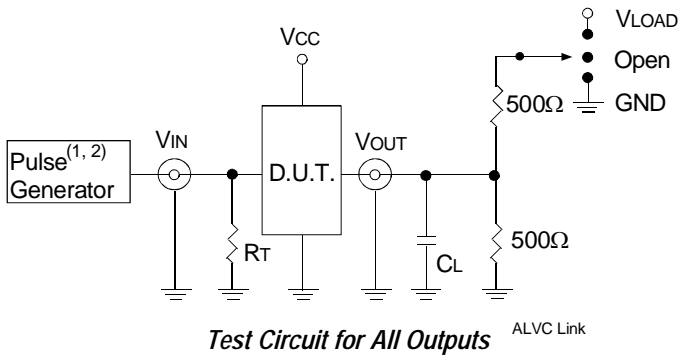 VLOAD
VCC
Open
500Ω
GND
VIN
VOUT
Pulse(1, 2)
Generator
D.U.T.
RT
CL
500Ω
Test Circuit for All Outputs
ALVC Link